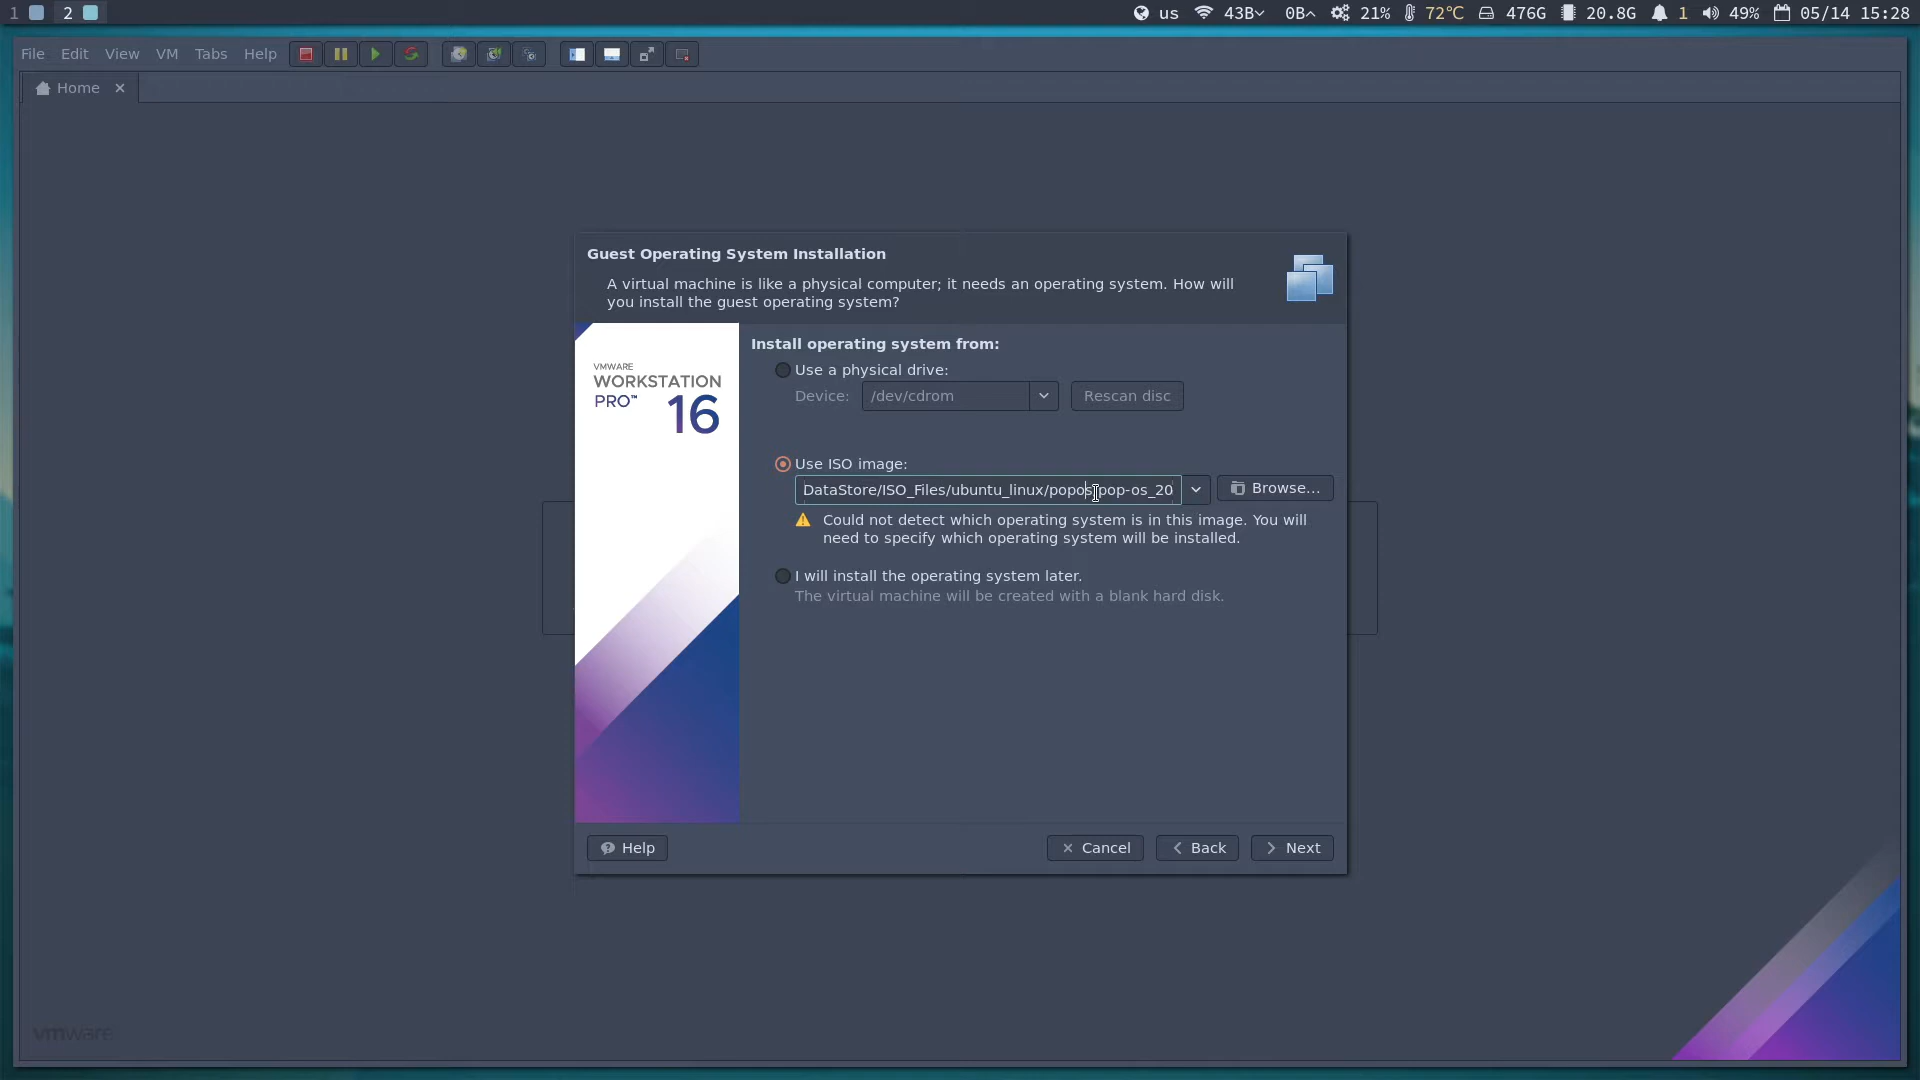 1 2 us 43B 0B 21% 72°C 476G 20.8G 1 49% 05/14 15:28
File Edit View VM Tabs Help
Home
Guest Operating System Installation
A virtual machine is like a physical computer; it needs an operating system. How will
you install the guest operating system?
VMWARE
WORKSTATION
PRO™ 16
Install operating system from:
Use a physical drive:
Device: /dev/cdrom Rescan disc
Use ISO image:
DataStore/ISO_Files/ubuntu_linux/popos/pop-os_20 Browse...
Could not detect which operating system is in this image. You will
need to specify which operating system will be installed.
I will install the operating system later.
The virtual machine will be created with a blank hard disk.
Help Cancel Back Next
vmware